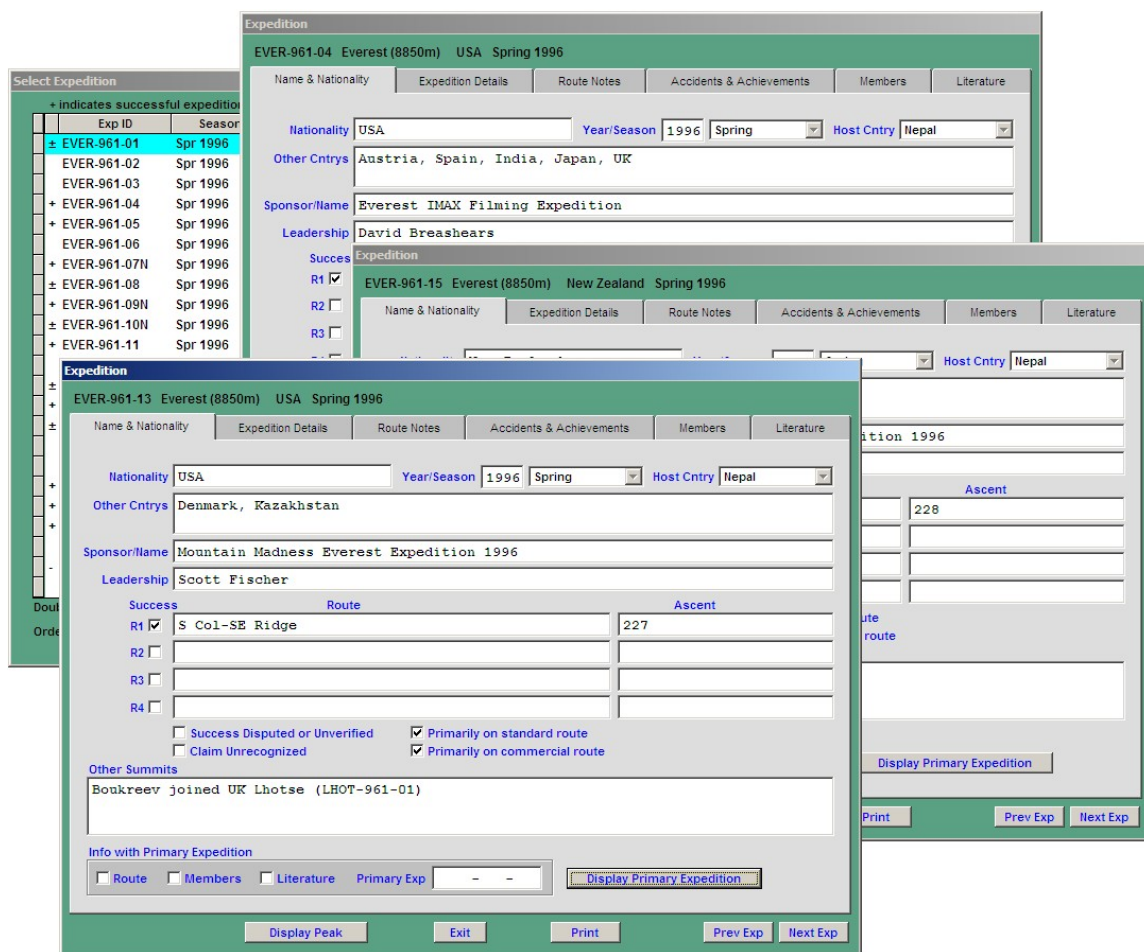 Expedition
EVER-961-04 Everest (8850m) USA Spring 1996
Name & Nationality Expedition Details Route Notes Accidents & Achievements Members Literature
Nationality USA Year/Season 1996 Spring Host Cntry Nepal
Other Cntrys Austria, Spain, India, Japan, UK
Sponsor/Name Everest IMAX Filming Expedition
Leadership David Breashears
Succes
R1
R2
R3
Select Expedition
+ indicates successful expedition
Exp ID Season
± EVER-961-01 Spr 1996
EVER-961-02 Spr 1996
EVER-961-03 Spr 1996
+ EVER-961-04 Spr 1996
+ EVER-961-05 Spr 1996
EVER-961-06 Spr 1996
+ EVER-961-07N Spr 1996
± EVER-961-08 Spr 1996
+ EVER-961-09N Spr 1996
± EVER-961-10N Spr 1996
+ EVER-961-11 Spr 1996
±
+
±
+
+
+
-
Doul
Orde
Expedition
EVER-961-15 Everest (8850m) New Zealand Spring 1996
Name & Nationality Expedition Details Route Notes Accidents & Achievements Members Literature
Host Cntry Nepal
ition 1996
Ascent
228
ute
route
Display Primary Expedition
Print Prev Exp Next Exp
Expedition
EVER-961-13 Everest (8850m) USA Spring 1996
Name & Nationality Expedition Details Route Notes Accidents & Achievements Members Literature
Nationality USA Year/Season 1996 Spring Host Cntry Nepal
Other Cntrys Denmark, Kazakhstan
Sponsor/Name Mountain Madness Everest Expedition 1996
Leadership Scott Fischer
Success Route Ascent
R1 S Col-SE Ridge 227
R2
R3
R4
Success Disputed or Unverified Primarily on standard route
Claim Unrecognized Primarily on commercial route
Other Summits
Boukreev joined UK Lhotse (LHOT-961-01)
Info with Primary Expedition
Route Members Literature Primary Exp - - Display Primary Expedition
Display Peak Exit Print Prev Exp Next Exp